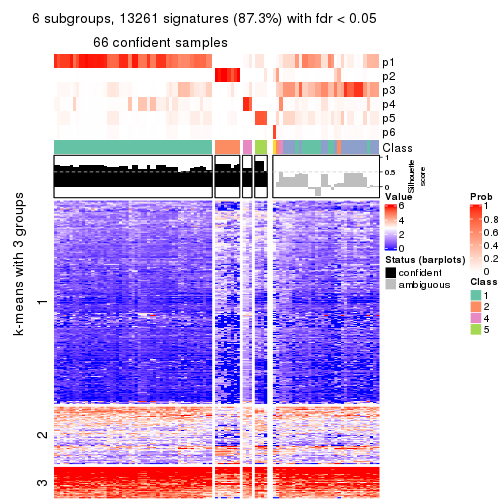 6 subgroups, 13261 signatures (87.3%) with fdr < 0.05
66 confident samples
p1
p2
p3
p4
p5
p6
Class
1
0.5
0
Silhouette
score
k-means with 3 groups
1
2
3
Value
6
4
2
0
Status (barplots)
confident
ambiguous
Prob
1
0.8
0.6
0.4
0.2
0
Class
1
2
4
5